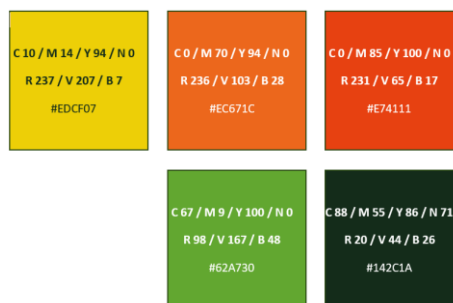 C 10 / M 14 / Y 94 / N 0
R 237 / V 207 / B 7
#EDCF07
C 0 / M 70 / Y 94 / N 0
R 236 / V 103 / B 28
#EC671C
C 0 / M 85 / Y 100 / N 0
R 231 / V 65 / B 17
#E74111
C 67 / M 9 / Y 100 / N 0
R 98 / V 167 / B 48
#62A730
C 88 / M 55 / Y 86 / N 71
R 20 / V 44 / B 26
#142C1A